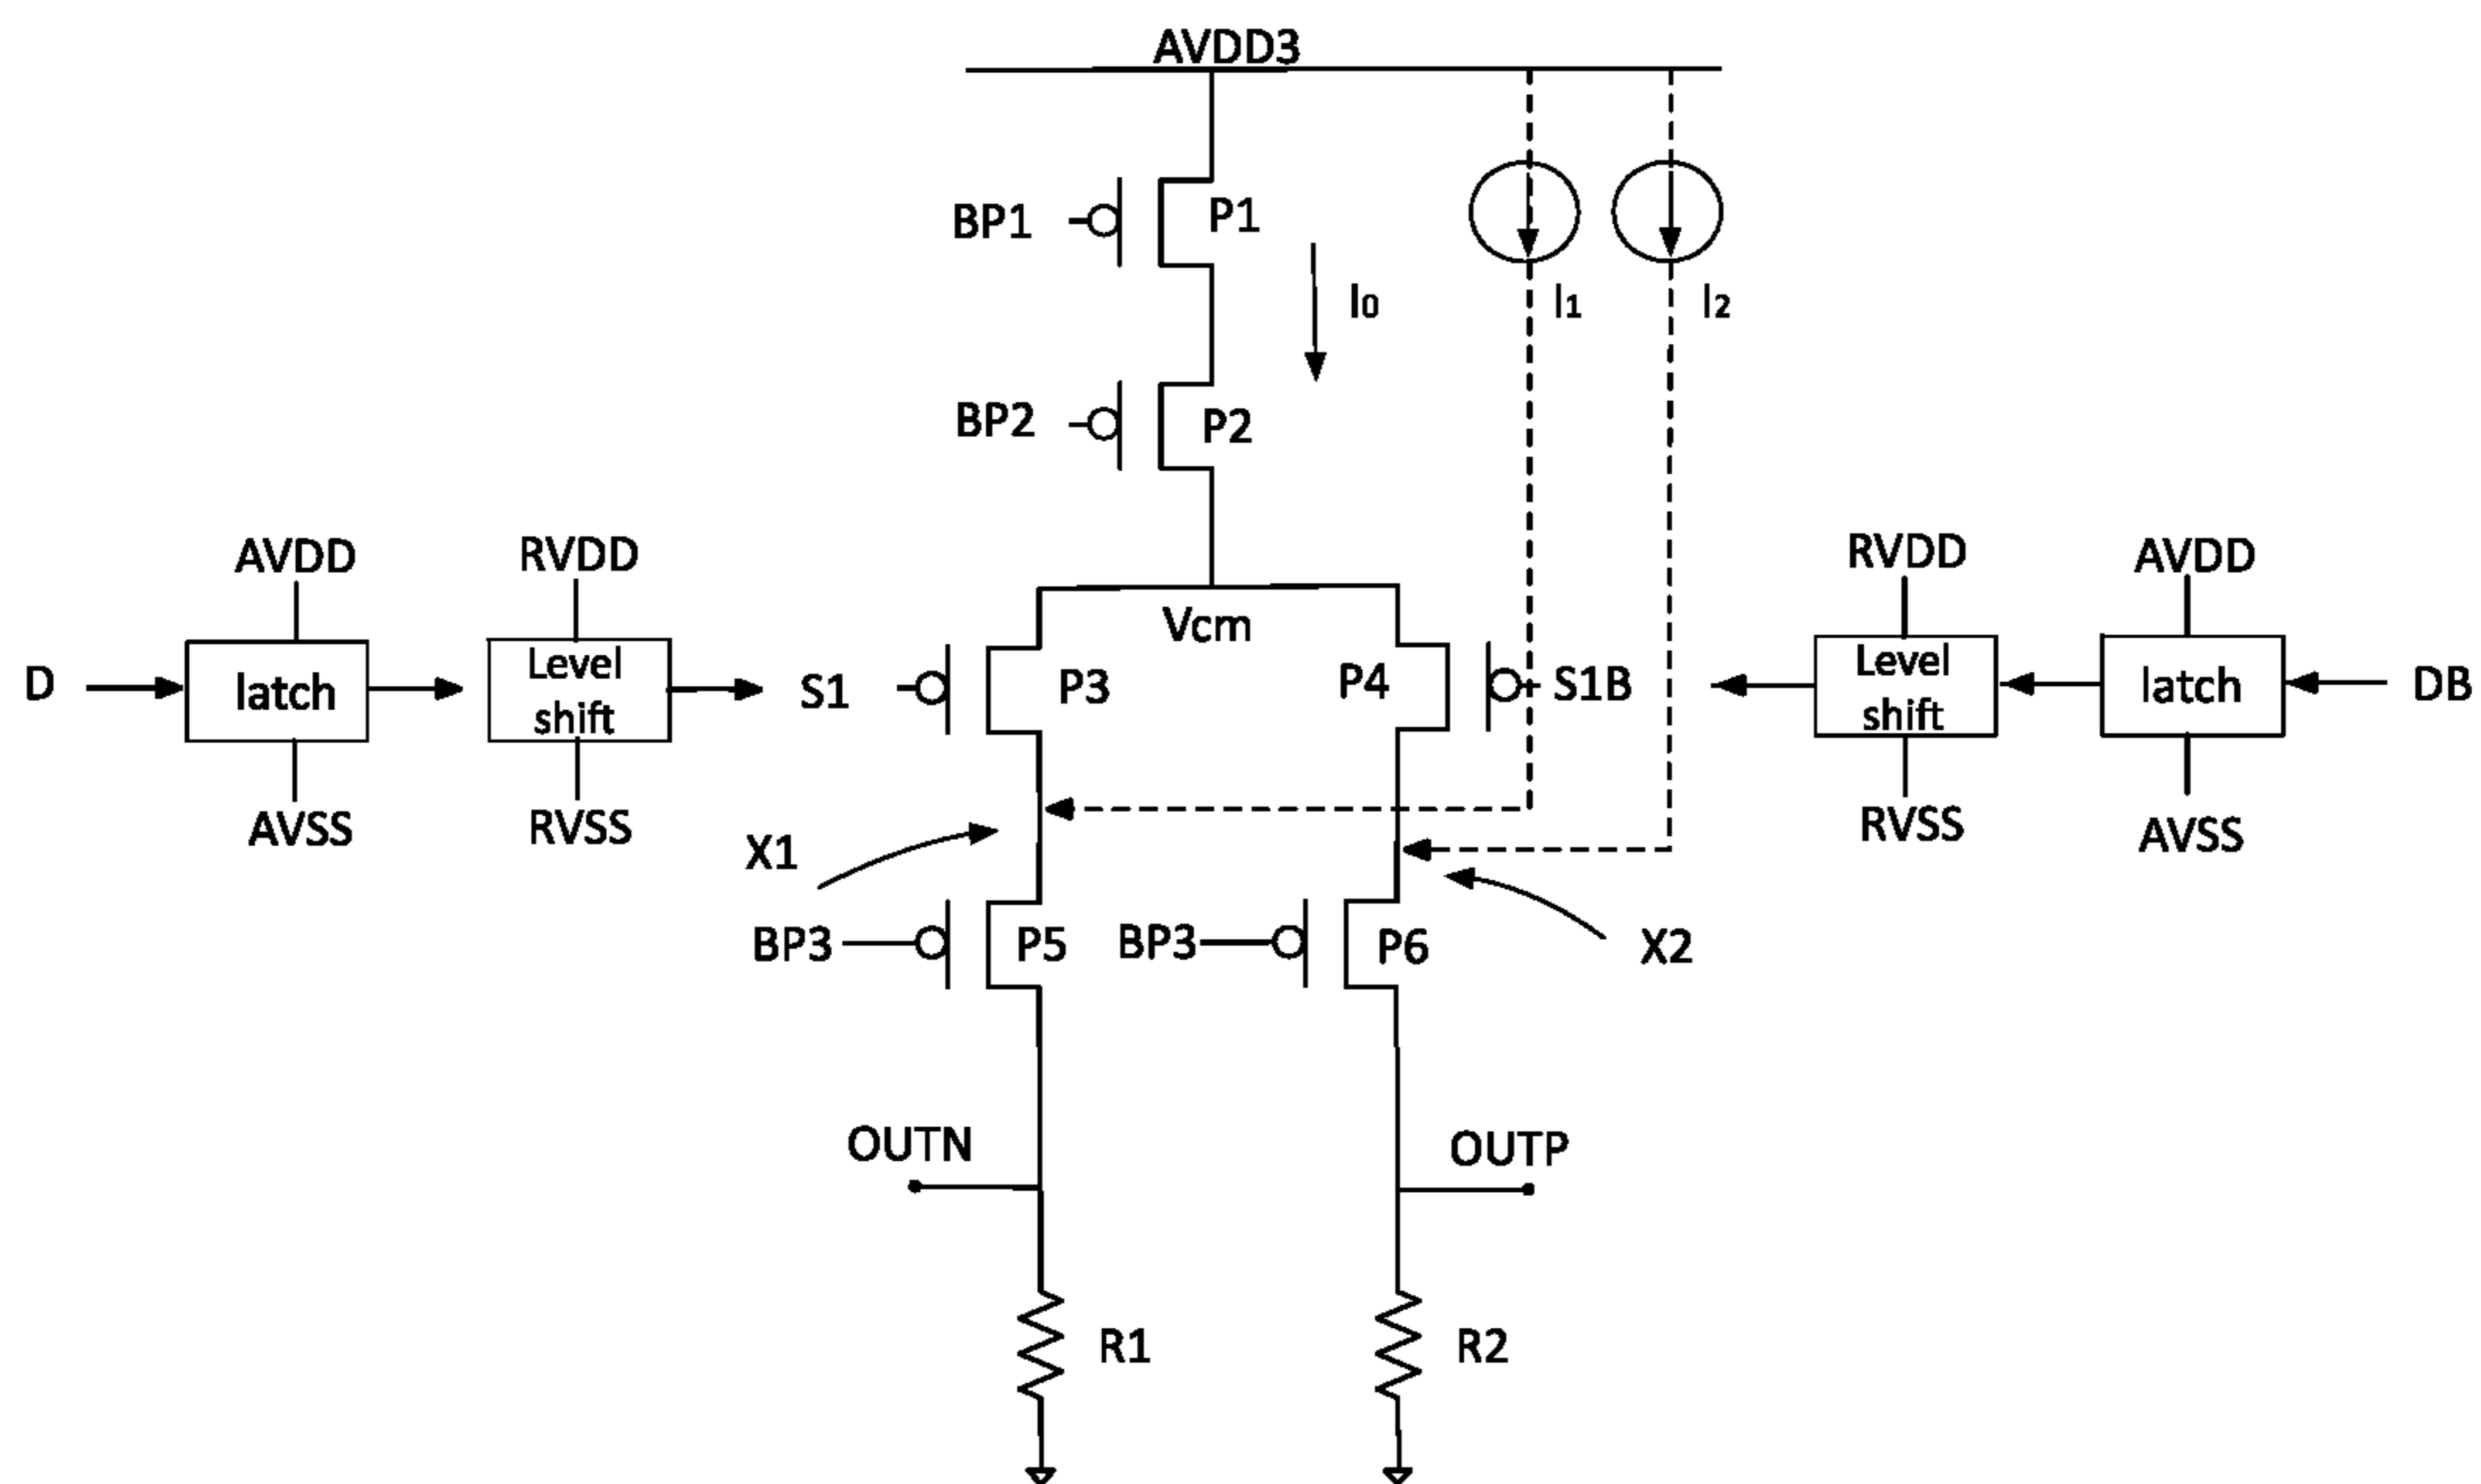 AVDD3
BP1
P1
I0
I1
I2
BP2
P2
AVDD
RVDD
RVDD
AVDD
Vcm
D
latch
Level
shift
S1
P3
P4
S1B
Level
shift
latch
DB
AVSS
RVSS
RVSS
AVSS
X1
BP3
P5
BP3
P6
X2
OUTN
OUTP
R1
R2